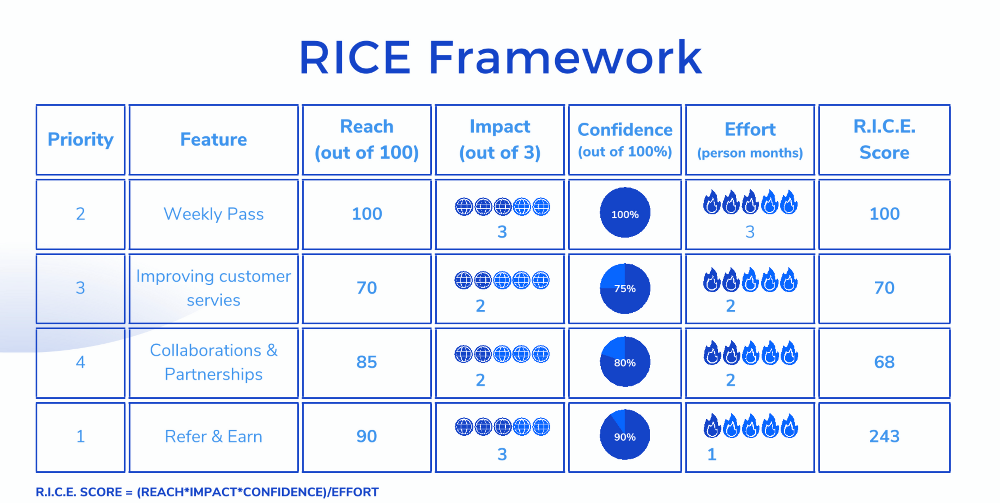 RICE Framework
Priority
Feature
Reach
(out of 100)
Impact
(out of 3)
Confidence
(out of 100%)
Effort
(person months)
R.I.C.E.
Score
2
Weekly Pass
100
3
100%
3
100
3
Improving customer
servies
70
2
75%
2
70
4
Collaborations &
Partnerships
85
2
80%
2
68
1
Refer & Earn
90
3
90%
1
243
R.I.C.E. SCORE = (REACH*IMPACT*CONFIDENCE)/EFFORT